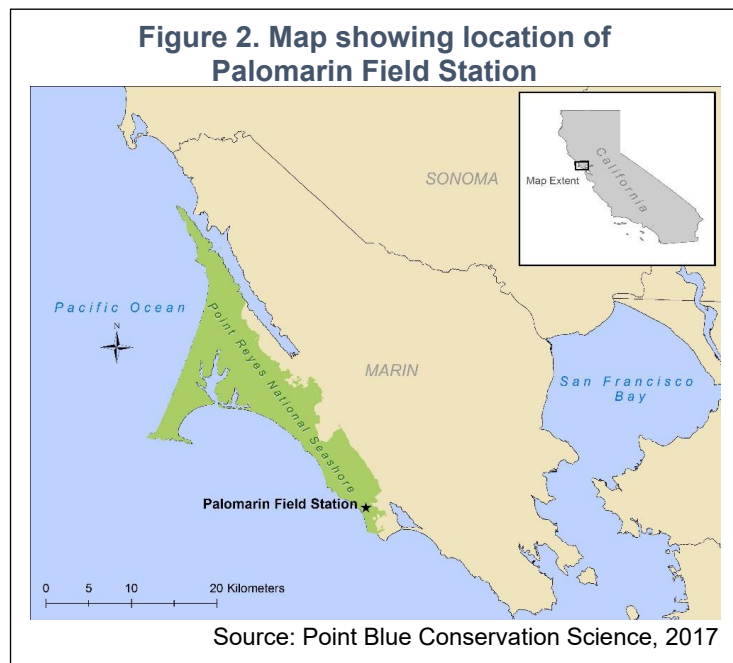 Figure 2. Map showing location of
Palomarin Field Station
SONOMA
California
Map Extent
Pacific Ocean
N
Point Reyes National Seashore
MARIN
San Francisco
Bay
Palomarin Field Station
0 5 10 20 Kilometers
Source: Point Blue Conservation Science, 2017